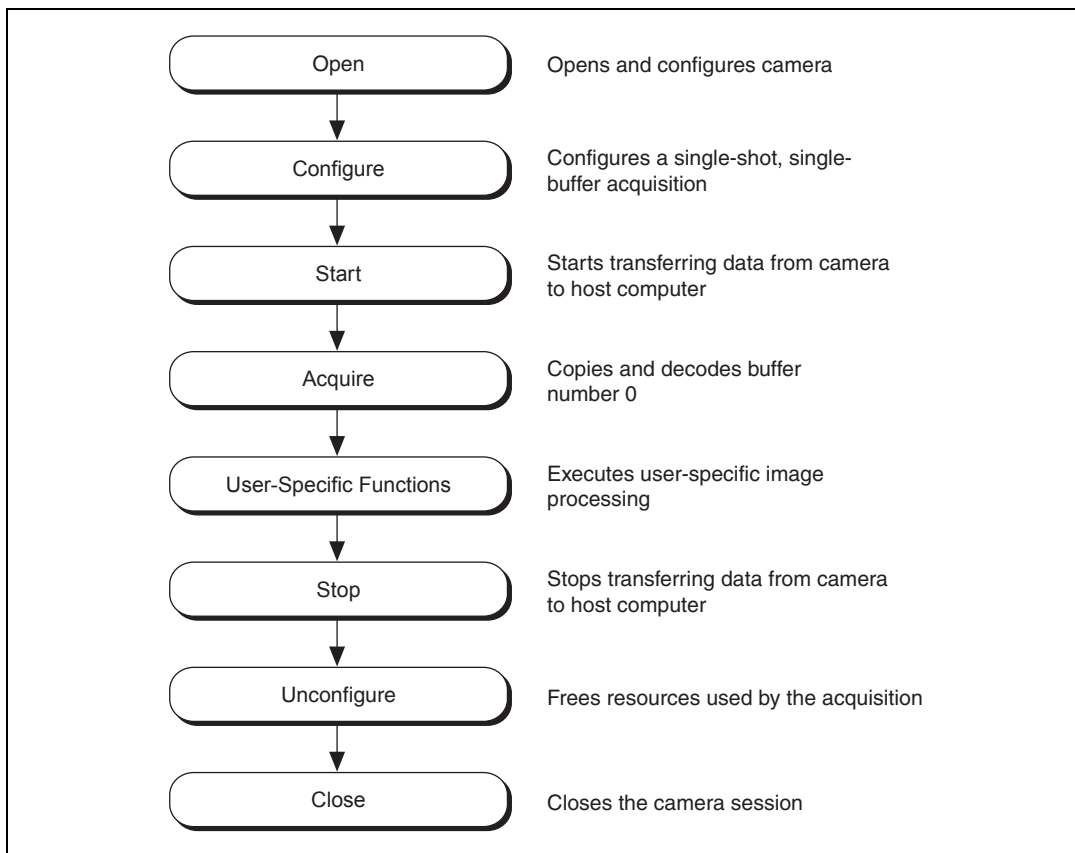 Open
Opens and configures camera
Configure
Configures a single-shot, single-
buffer acquisition
Start
Starts transferring data from camera
to host computer
Acquire
Copies and decodes buffer
number 0
User-Specific Functions
Executes user-specific image
processing
Stop
Stops transferring data from camera
to host computer
Unconfigure
Frees resources used by the acquisition
Close
Closes the camera session